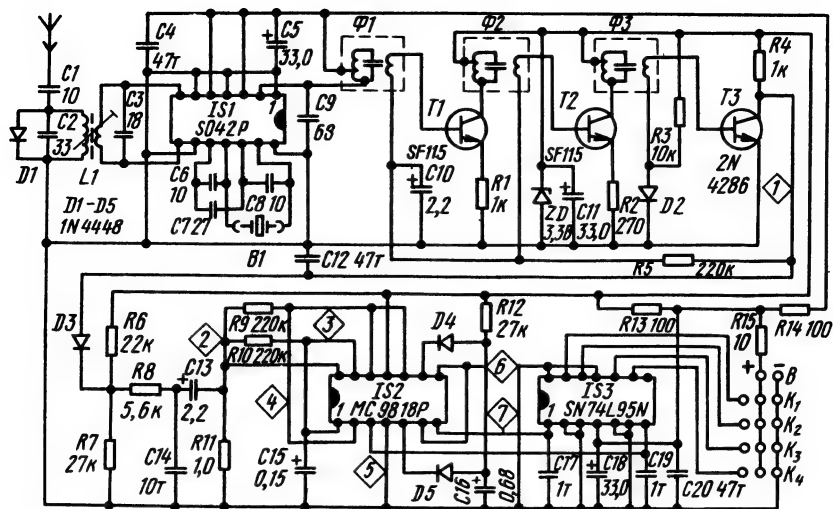 C4
47т
C5
+
33,0
Ф1
Ф2
Ф3
R4
1к
C1
10
C2
33
C3
18
IS1
SO42P
1
C9
68
T1
T2
T3
D1
L1
SF115
SF115
R3
10к
2N
4286
1
C6
10
C8
10
C7 27
C10
+
2,2
R1
1к
ZD
3,3В
C11
+
33,0
R2
270
D2
D1-D5
1N4448
B1
C12 47т
R5
220к
D3
R6
22к
2
R9 220к
3
R10 220к
D4
R12
27к
R13 100
R15
10
R14 100
R8
5,6к
C13
+
2,2
4
IS2
1
MC9818P
6
7
IS3
1
SN74L95N
+
−
B
K1
K2
K3
K4
R7
27к
C14
10т
R11
1,0
C15
+
0,15
5
D5
C16
+
0,68
C17
1т
C18
+
33,0
C19
1т
C20 47т